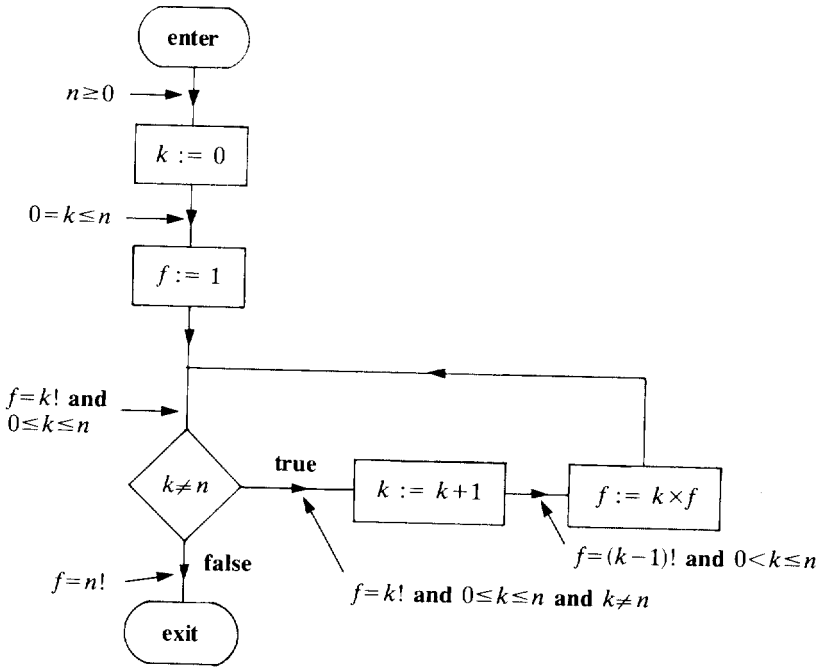 enter
n≥0
k := 0
0=k≤n
f := 1
f=k! and
0≤k≤n
k≠n
true
k := k+1
f := k×f
f=(k−1)! and 0<k≤n
false
f=k! and 0≤k≤n and k≠n
f=n!
exit